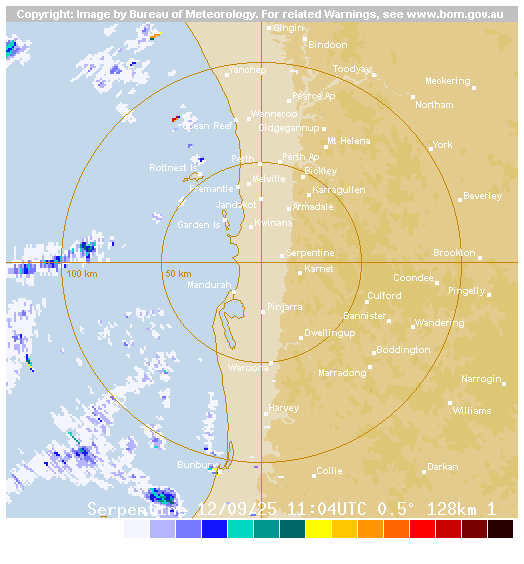 Copyright: Image by Bureau of Meteorology. For related Warnings, see www.bom.gov.au
Gingin
Bindoon
Yanchep
Toodyay
Meckering
Pearce Ap
Northam
Wanneroo
Ocean Reef
Gidgegannup
Mt Helena
York
Perth
Perth Ap
Rottnest Is
Bickley
Melville
Fremantle
Karragullen
Beverley
Jandakot
Armadale
Garden Is
Kwinana
Serpentine
Brookton
100 km
50 km
Karnet
Coondee
Mandurah
Pingelly
Culford
Pinjarra
Bannister
Wandering
Dwellingup
Boddington
Waroona
Marradong
Narrogin
Harvey
Williams
Bunbury
Collie
Darkan
Serpentine 12/09/25 11:04UTC 0.5° 128km 1